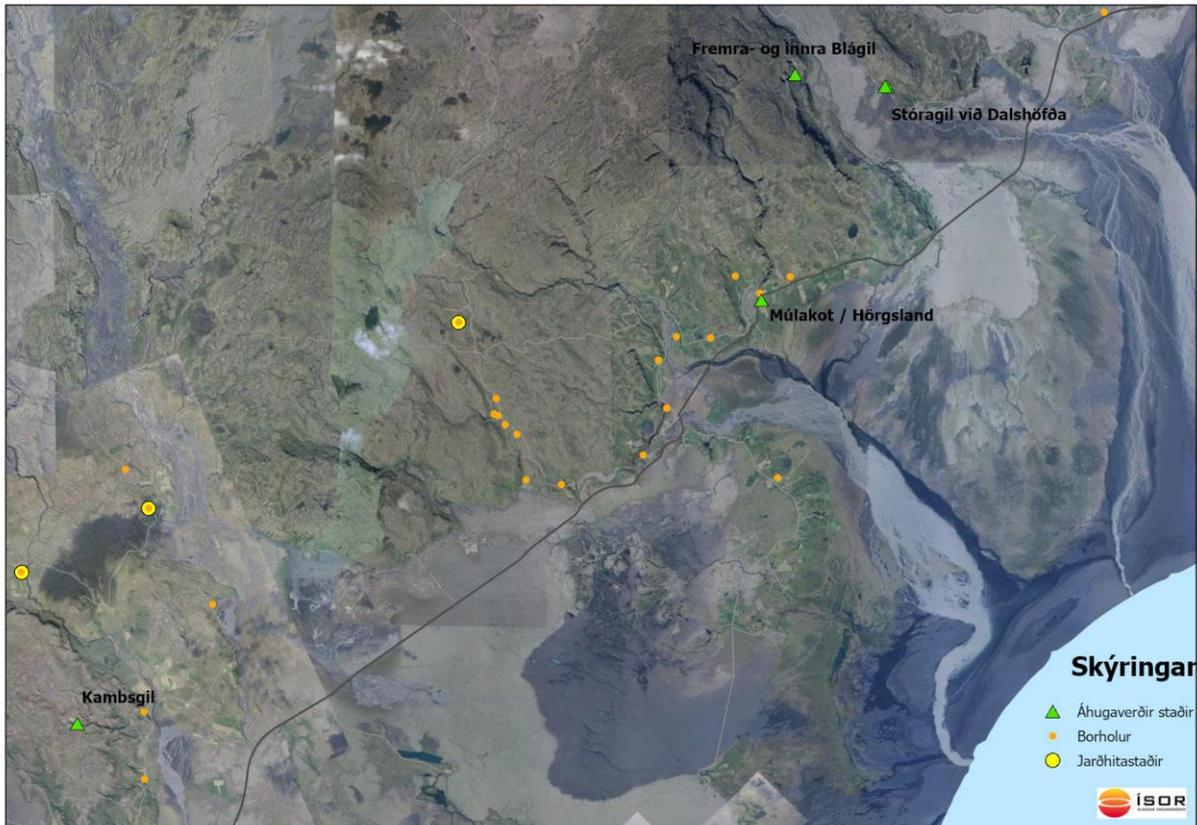 Fremra- og innra Blágil
Stóragil við Dalshöfða
Múlakot / Hörgsland
Kambsgil
Skýringar
Áhugaverðir staðir
Borholur
Jarðhitastaðir
ÍSOR